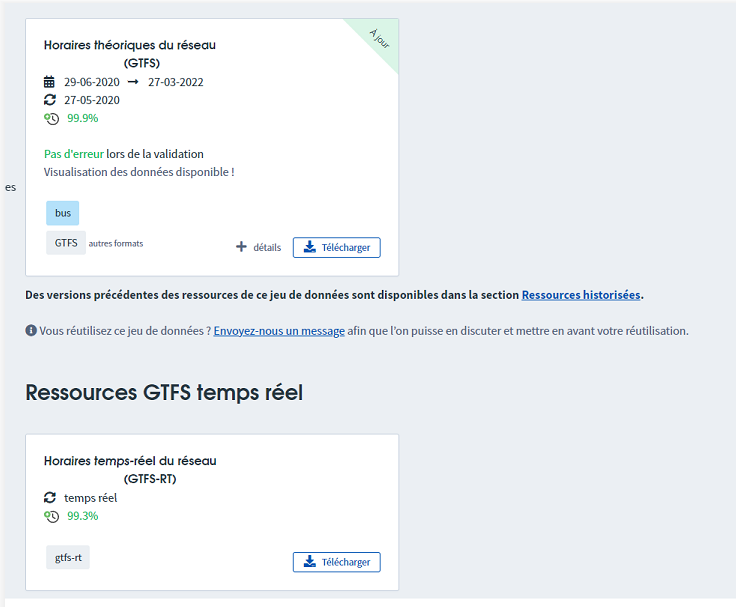 À jour
Horaires théoriques du réseau
(GTFS)
29-06-2020 → 27-03-2022
27-05-2020
99.9%
Pas d'erreur lors de la validation
Visualisation des données disponible !
es
bus
GTFS autres formats
+ détails Télécharger
Des versions précédentes des ressources de ce jeu de données sont disponibles dans la section Ressources historisées.
Vous réutilisez ce jeu de données ? Envoyez-nous un message afin que l'on puisse en discuter et mettre en avant votre réutilisation.
Ressources GTFS temps réel
Horaires temps-réel du réseau
(GTFS-RT)
temps réel
99.3%
gtfs-rt
Télécharger